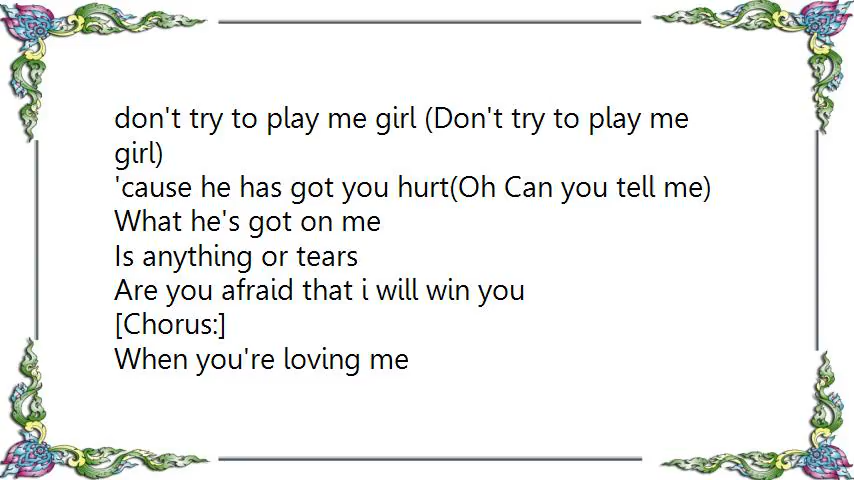 don't try to play me girl (Don't try to play me
girl)
'cause he has got you hurt(Oh Can you tell me)
What he's got on me
Is anything or tears
Are you afraid that i will win you
[Chorus:]
When you're loving me